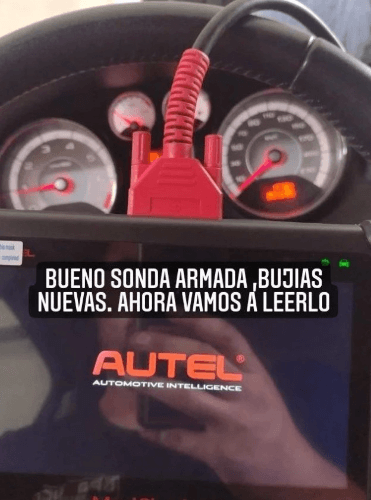 BUENO SONDA ARMADA ,BUJIAS
NUEVAS. AHORA VAMOS A LEERLO
AUTEL®
AUTOMOTIVE INTELLIGENCE